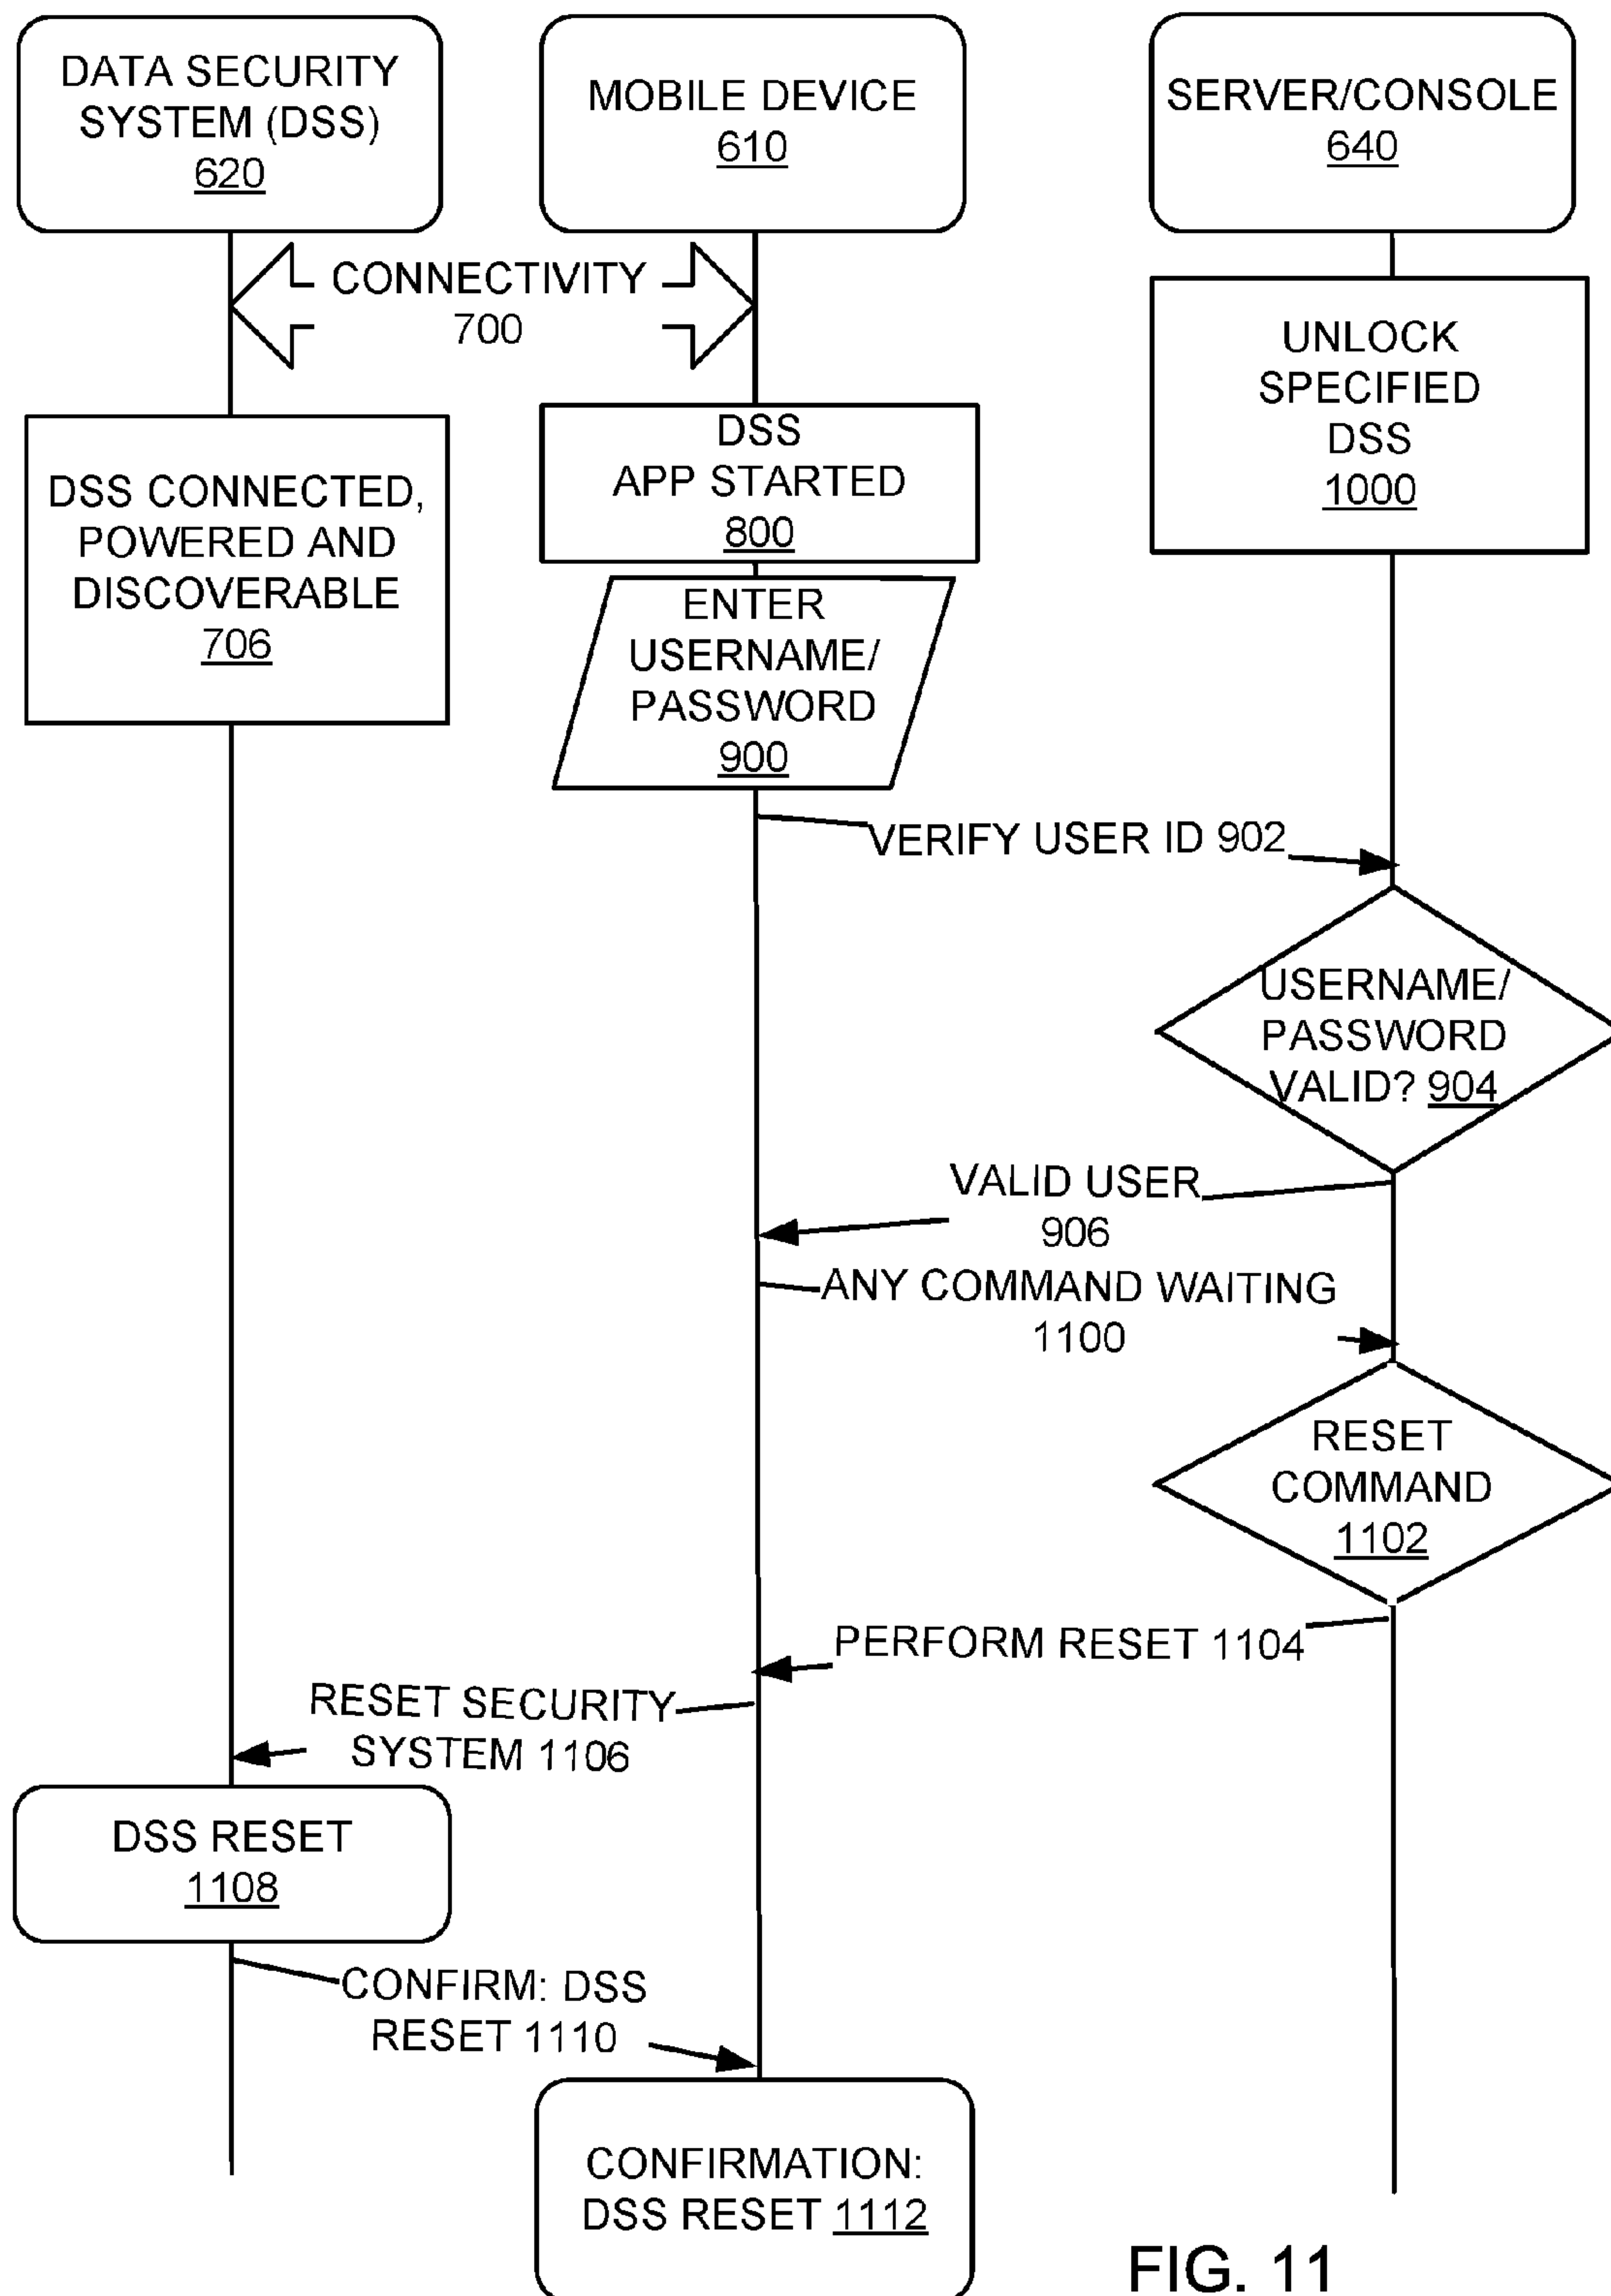 DATA SECURITY
SYSTEM (DSS)
620
MOBILE DEVICE
610
SERVER/CONSOLE
640
CONNECTIVITY
700
UNLOCK
SPECIFIED
DSS
1000
DSS CONNECTED,
POWERED AND
DISCOVERABLE
706
DSS
APP STARTED
800
ENTER
USERNAME/
PASSWORD
900
VERIFY USER ID 902
USERNAME/
PASSWORD
VALID? 904
VALID USER
906
ANY COMMAND WAITING
1100
RESET
COMMAND
1102
PERFORM RESET 1104
RESET SECURITY
SYSTEM 1106
DSS RESET
1108
CONFIRM: DSS
RESET 1110
CONFIRMATION:
DSS RESET 1112
FIG. 11